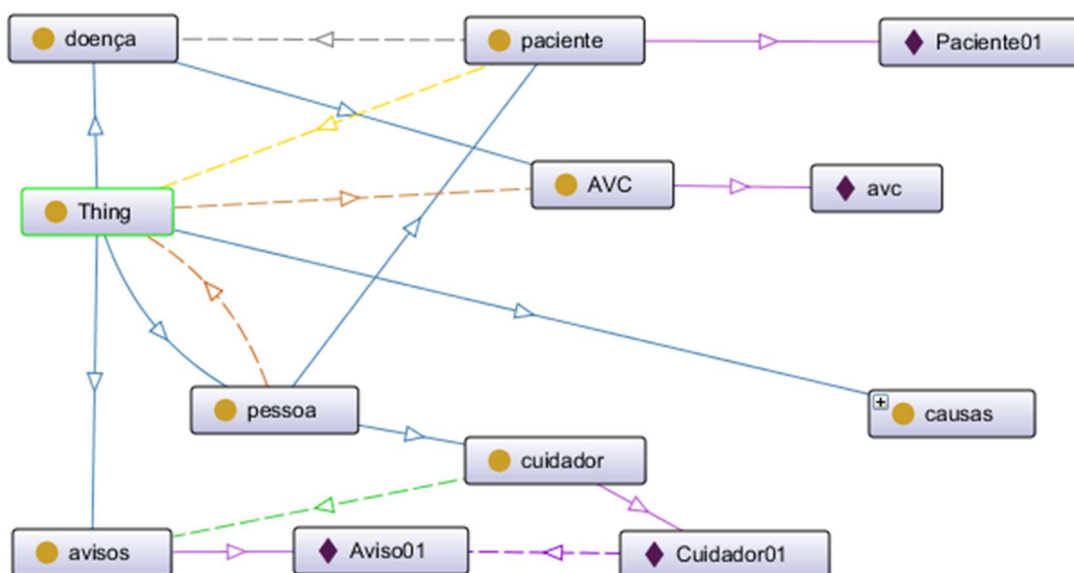 doença
paciente
Paciente01
AVC
avc
Thing
pessoa
causas
cuidador
avisos
Aviso01
Cuidador01